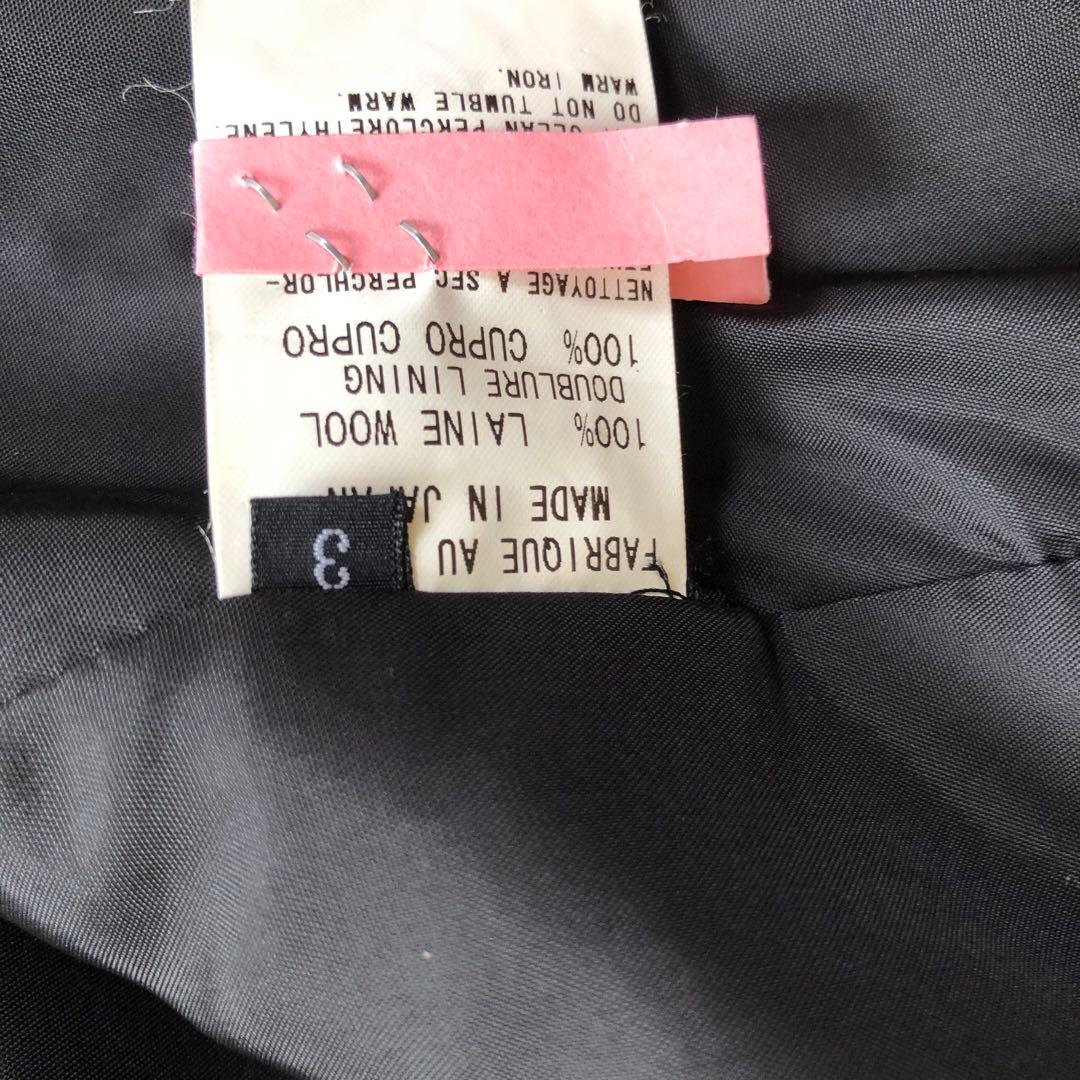 FABRIQUE AU
MADE IN JAPAN
3
100% LAINE WOOL
DOUBLURE LINING
100% CUPRO CUPRO
NETTOYAGE A SEC PERCHLOR-
CLEAN PERCLURETHYLENE.
DO NOT TUMBLE WARM.
WARM IRON.